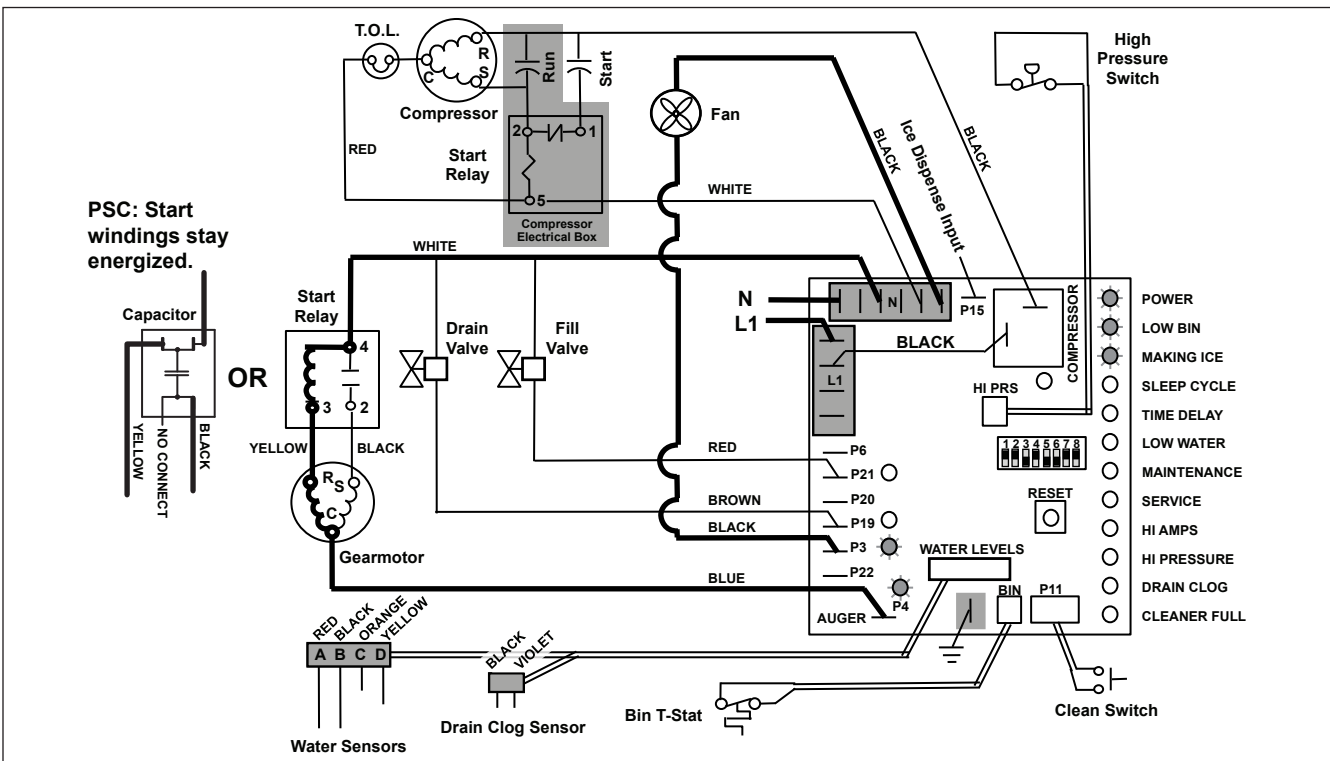 T.O.L.
R
S
C
Compressor
Run
Start
2
1
Start
Relay
5
Compressor
Electrical Box
RED
WHITE
Fan
BLACK
Ice Dispense Input
BLACK
High
Pressure
Switch
PSC: Start
windings stay
energized.
Capacitor
YELLOW
NO CONNECT
BLACK
OR
WHITE
Start
Relay
4
3
2
YELLOW
BLACK
R
S
C
Gearmotor
Drain
Valve
Fill
Valve
N
L1
N
P15
COMPRESSOR
BLACK
L1
HI PRS
1 2 3 4 5 6 7 8
RED
P6
P21
BROWN
P20
P19
BLACK
P3
P22
BLUE
P4
AUGER
RESET
WATER LEVELS
BIN
P11
POWER
LOW BIN
MAKING ICE
SLEEP CYCLE
TIME DELAY
LOW WATER
MAINTENANCE
SERVICE
HI AMPS
HI PRESSURE
DRAIN CLOG
CLEANER FULL
RED
BLACK
ORANGE
YELLOW
A B C D
Water Sensors
BLACK
VIOLET
Drain Clog Sensor
Bin T-Stat
Clean Switch